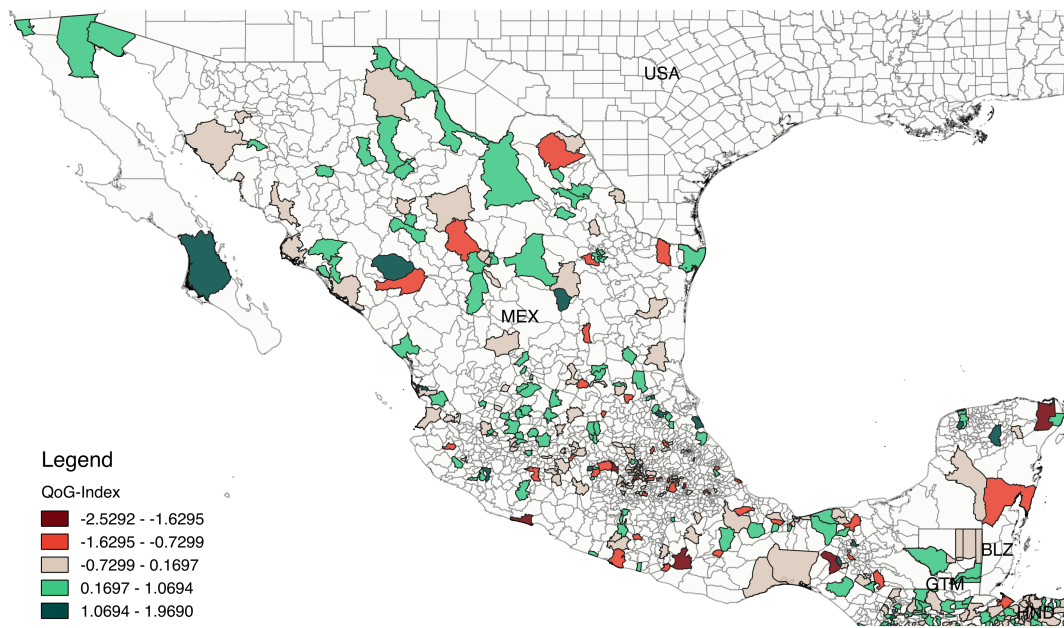 USA
MEX
BLZ
GTM
HND
Legend
QoG-Index
-2.5292 - -1.6295
-1.6295 - -0.7299
-0.7299 - 0.1697
0.1697 - 1.0694
1.0694 - 1.9690